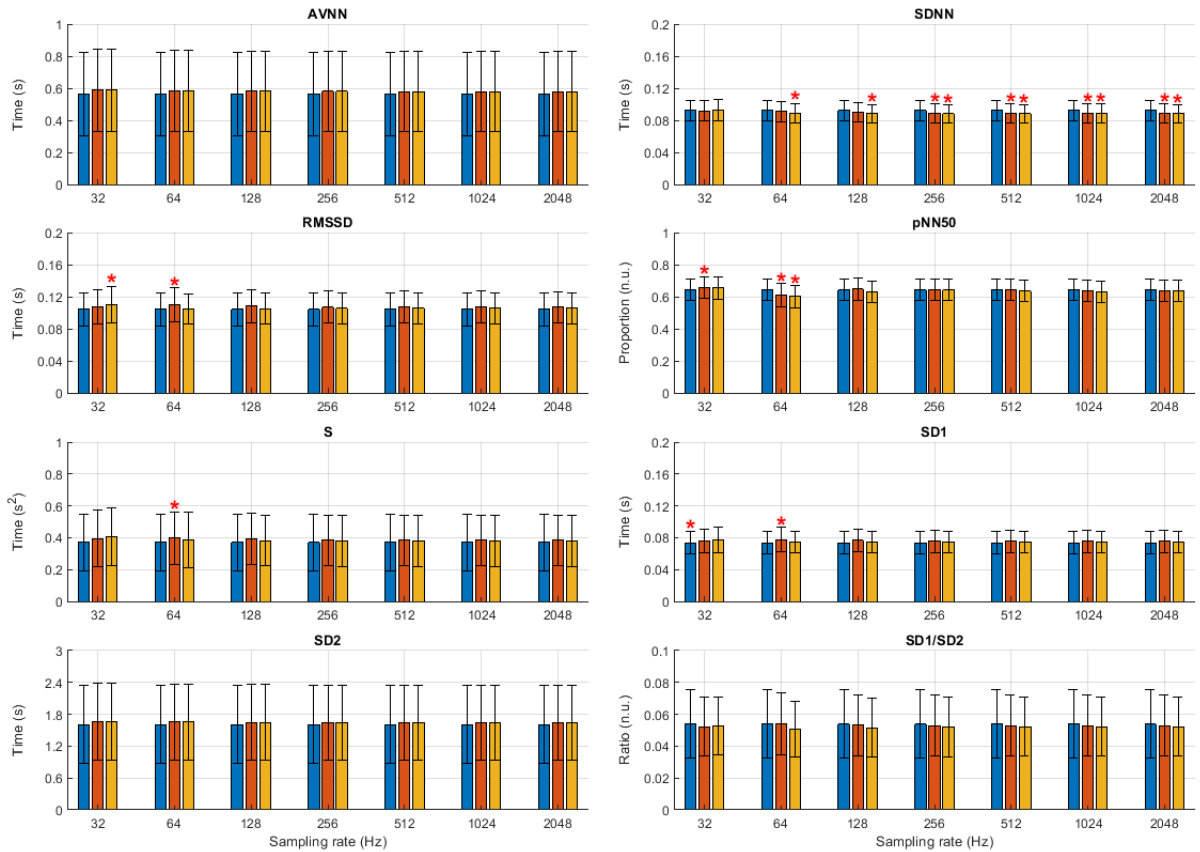 AVNN
Time (s)
1
0.8
0.6
0.4
0.2
0
32 64 128 256 512 1024 2048
SDNN
Time (s)
0.2
0.16
0.12
0.08
0.04
0
* * * * * * * * * *
32 64 128 256 512 1024 2048
RMSSD
Time (s)
0.2
0.16
0.12
0.08
0.04
0
* *
32 64 128 256 512 1024 2048
pNN50
Proportion (n.u.)
1
0.8
0.6
0.4
0.2
0
* * *
32 64 128 256 512 1024 2048
S
Time (s²)
1
0.8
0.6
0.4
0.2
0
*
32 64 128 256 512 1024 2048
SD1
Time (s)
0.2
0.16
0.12
0.08
0.04
0
* *
32 64 128 256 512 1024 2048
SD2
Time (s)
3
2.4
1.8
1.2
0.6
0
32 64 128 256 512 1024 2048
Sampling rate (Hz)
SD1/SD2
Ratio (n.u.)
0.1
0.08
0.06
0.04
0.02
0
32 64 128 256 512 1024 2048
Sampling rate (Hz)